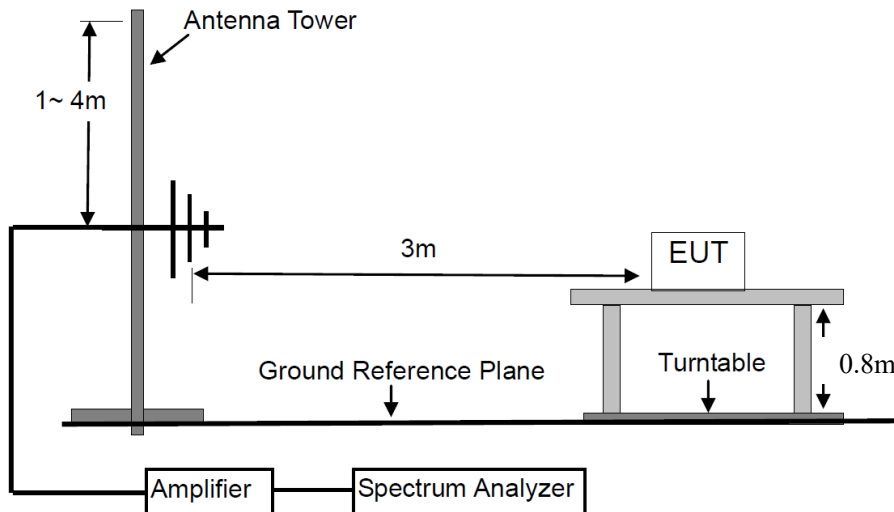 Antenna Tower
1~ 4m
3m
EUT
Ground Reference Plane
Turntable
0.8m
Amplifier
Spectrum Analyzer